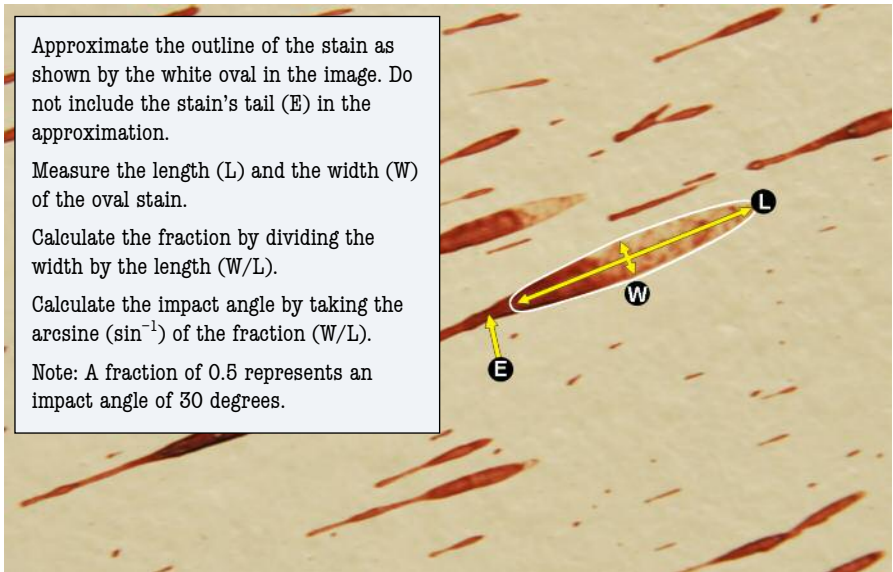 Approximate the outline of the stain as
shown by the white oval in the image. Do
not include the stain's tail (E) in the
approximation.
Measure the length (L) and the width (W)
of the oval stain.
Calculate the fraction by dividing the
width by the length (W/L).
Calculate the impact angle by taking the
arcsine (sin⁻¹) of the fraction (W/L).
Note: A fraction of 0.5 represents an
impact angle of 30 degrees.
L
W
E